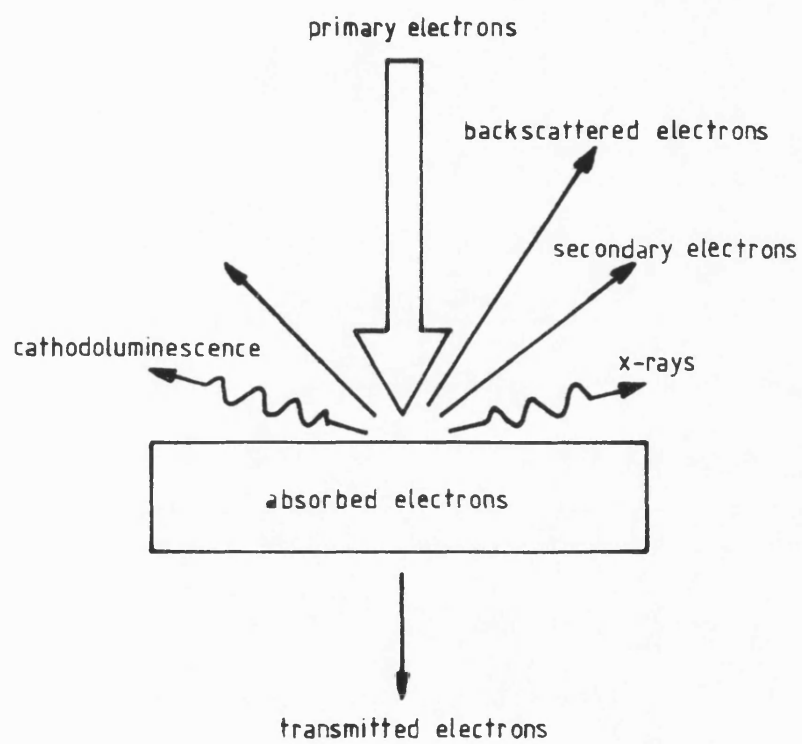 primary electrons
backscattered electrons
secondary electrons
cathodoluminescence
x-rays
absorbed electrons
transmitted electrons